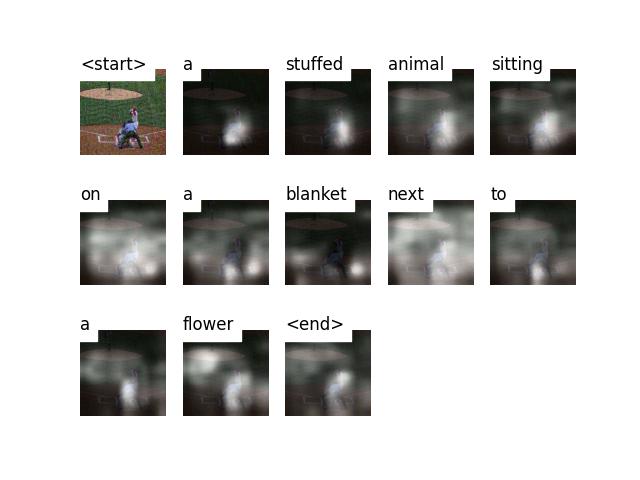 <start> a stuffed animal sitting
on a blanket next to
a flower <end>